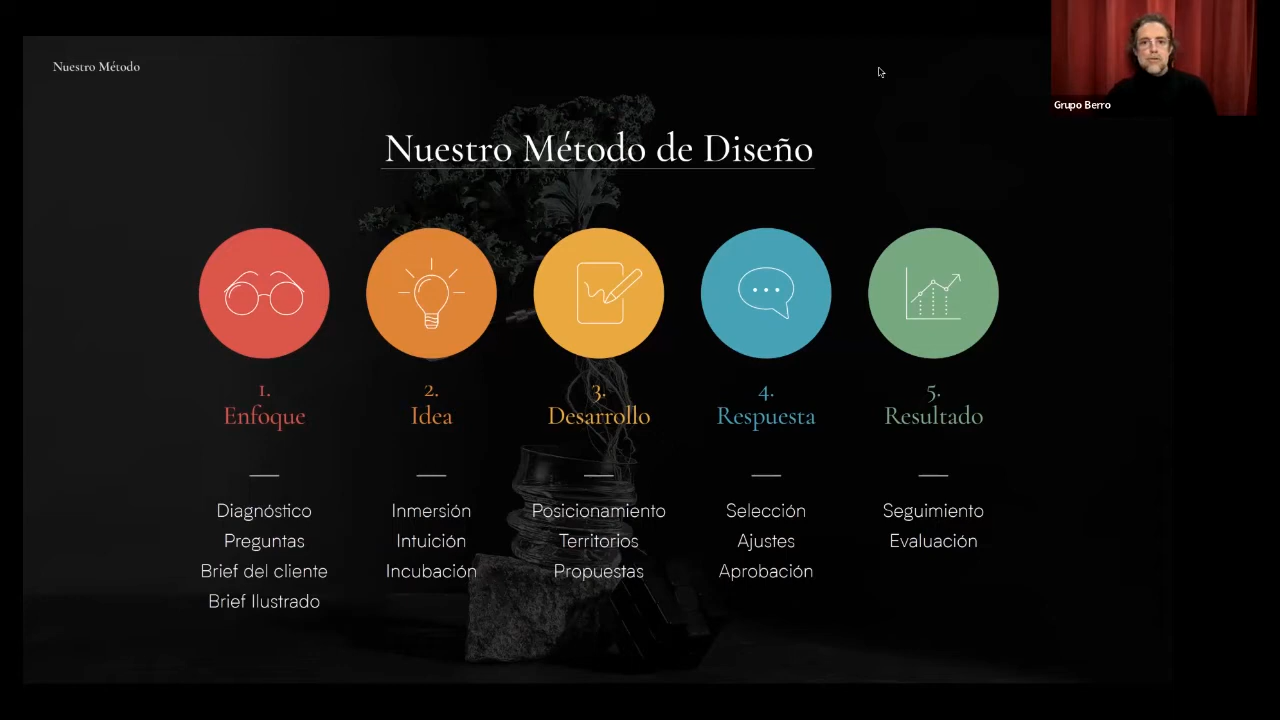 Nuestro Método
Grupo Berro
Nuestro Método de Diseño
1.
Enfoque
Diagnóstico
Preguntas
Brief del cliente
Brief Ilustrado
2.
Idea
Inmersión
Intuición
Incubación
3.
Desarrollo
Posicionamiento
Territorios
Propuestas
4.
Respuesta
Selección
Ajustes
Aprobación
5.
Resultado
Seguimiento
Evaluación